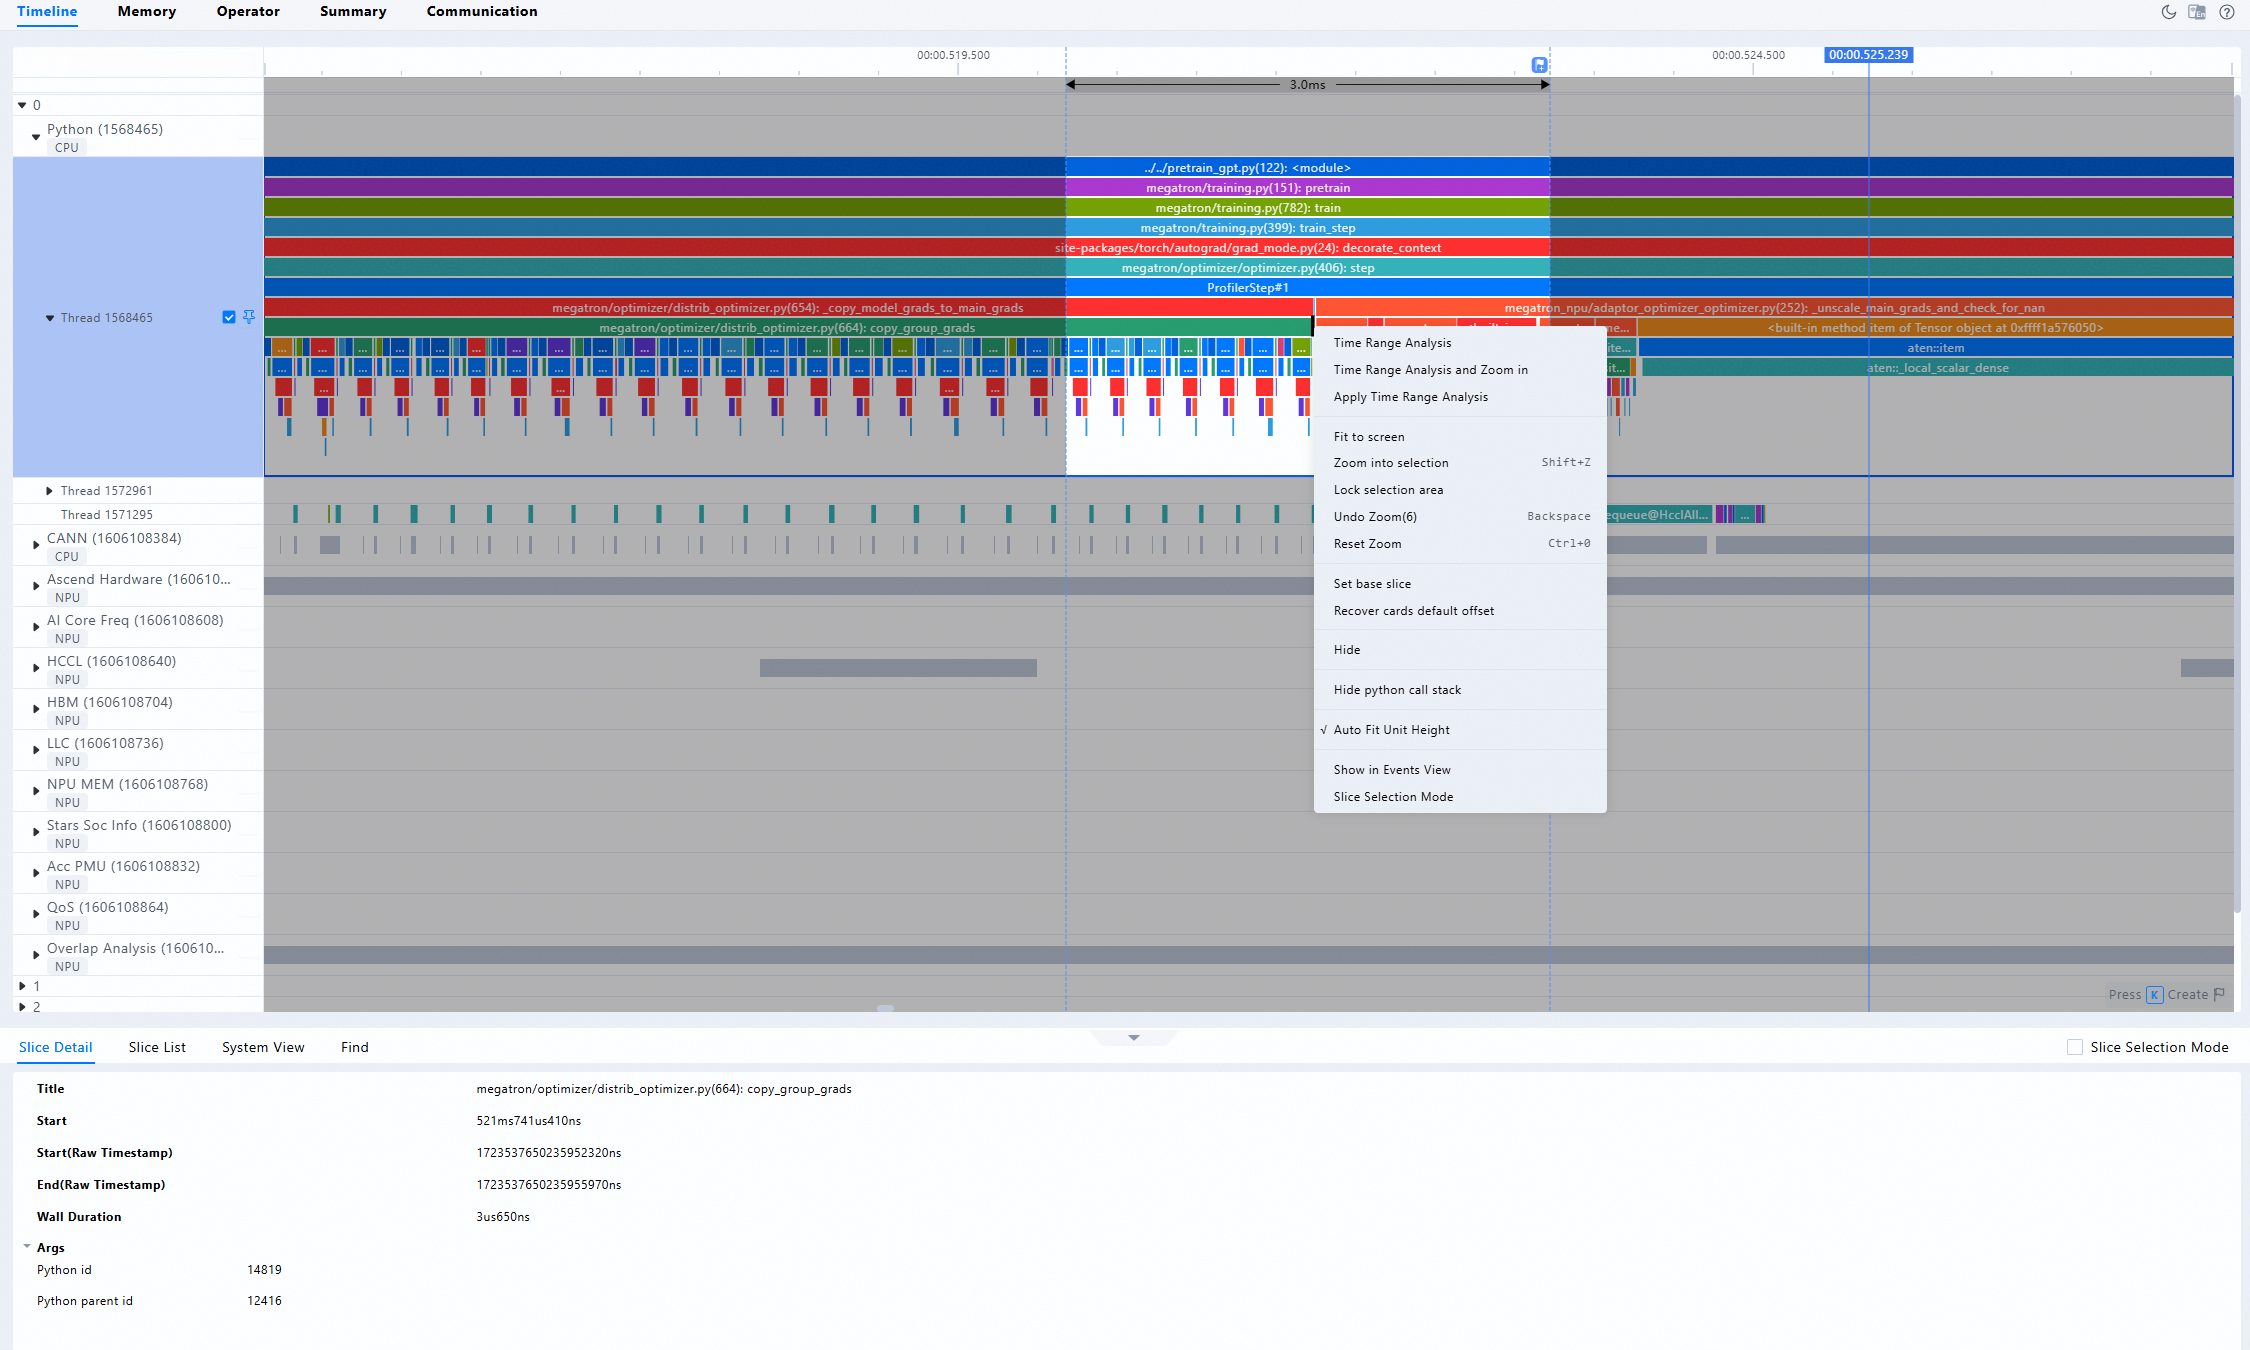 Timeline Memory Operator Summary Communication
00:00.519.500 00:00.524.500 00:00.525.239
3.0ms
0
Python (1568465)
CPU
../../pretrain_gpt.py(122): <module>
megatron/training.py(151): pretrain
megatron/training.py(782): train
megatron/training.py(399): train_step
site-packages/torch/autograd/grad_mode.py(24): decorate_context
megatron/optimizer/optimizer.py(406): step
ProfilerStep#1
megatron/optimizer/distrib_optimizer.py(654): _copy_model_grads_to_main_grads
megatron_npu/adaptor_optimizer_optimizer.py(252): _unscale_main_grads_and_check_for_nan
Thread 1568465
megatron/optimizer/distrib_optimizer.py(664): copy_group_grads
me...
<built-in method item of Tensor object at 0xffff1a576050>
ite...
aten::item
it...
aten::_local_scalar_dense
Time Range Analysis
Time Range Analysis and Zoom in
Apply Time Range Analysis
Fit to screen
Zoom into selection Shift+Z
Lock selection area
Undo Zoom(6) Backspace
Reset Zoom Ctrl+0
Set base slice
Recover cards default offset
Hide
Hide python call stack
√ Auto Fit Unit Height
Show in Events View
Slice Selection Mode
Thread 1572961
Thread 1571295
equeue@HcclAll...
...
CANN (1606108384)
CPU
Ascend Hardware (160610...
NPU
AI Core Freq (1606108608)
NPU
HCCL (1606108640)
NPU
HBM (1606108704)
NPU
LLC (1606108736)
NPU
NPU MEM (1606108768)
NPU
Stars Soc Info (1606108800)
NPU
Acc PMU (1606108832)
NPU
QoS (1606108864)
NPU
Overlap Analysis (160610...
NPU
1
2
Press K Create
Slice Detail Slice List System View Find
Slice Selection Mode
Title megatron/optimizer/distrib_optimizer.py(664): copy_group_grads
Start 521ms741us410ns
Start(Raw Timestamp) 1723537650235952320ns
End(Raw Timestamp) 1723537650235955970ns
Wall Duration 3us650ns
Args
Python id 14819
Python parent id 12416